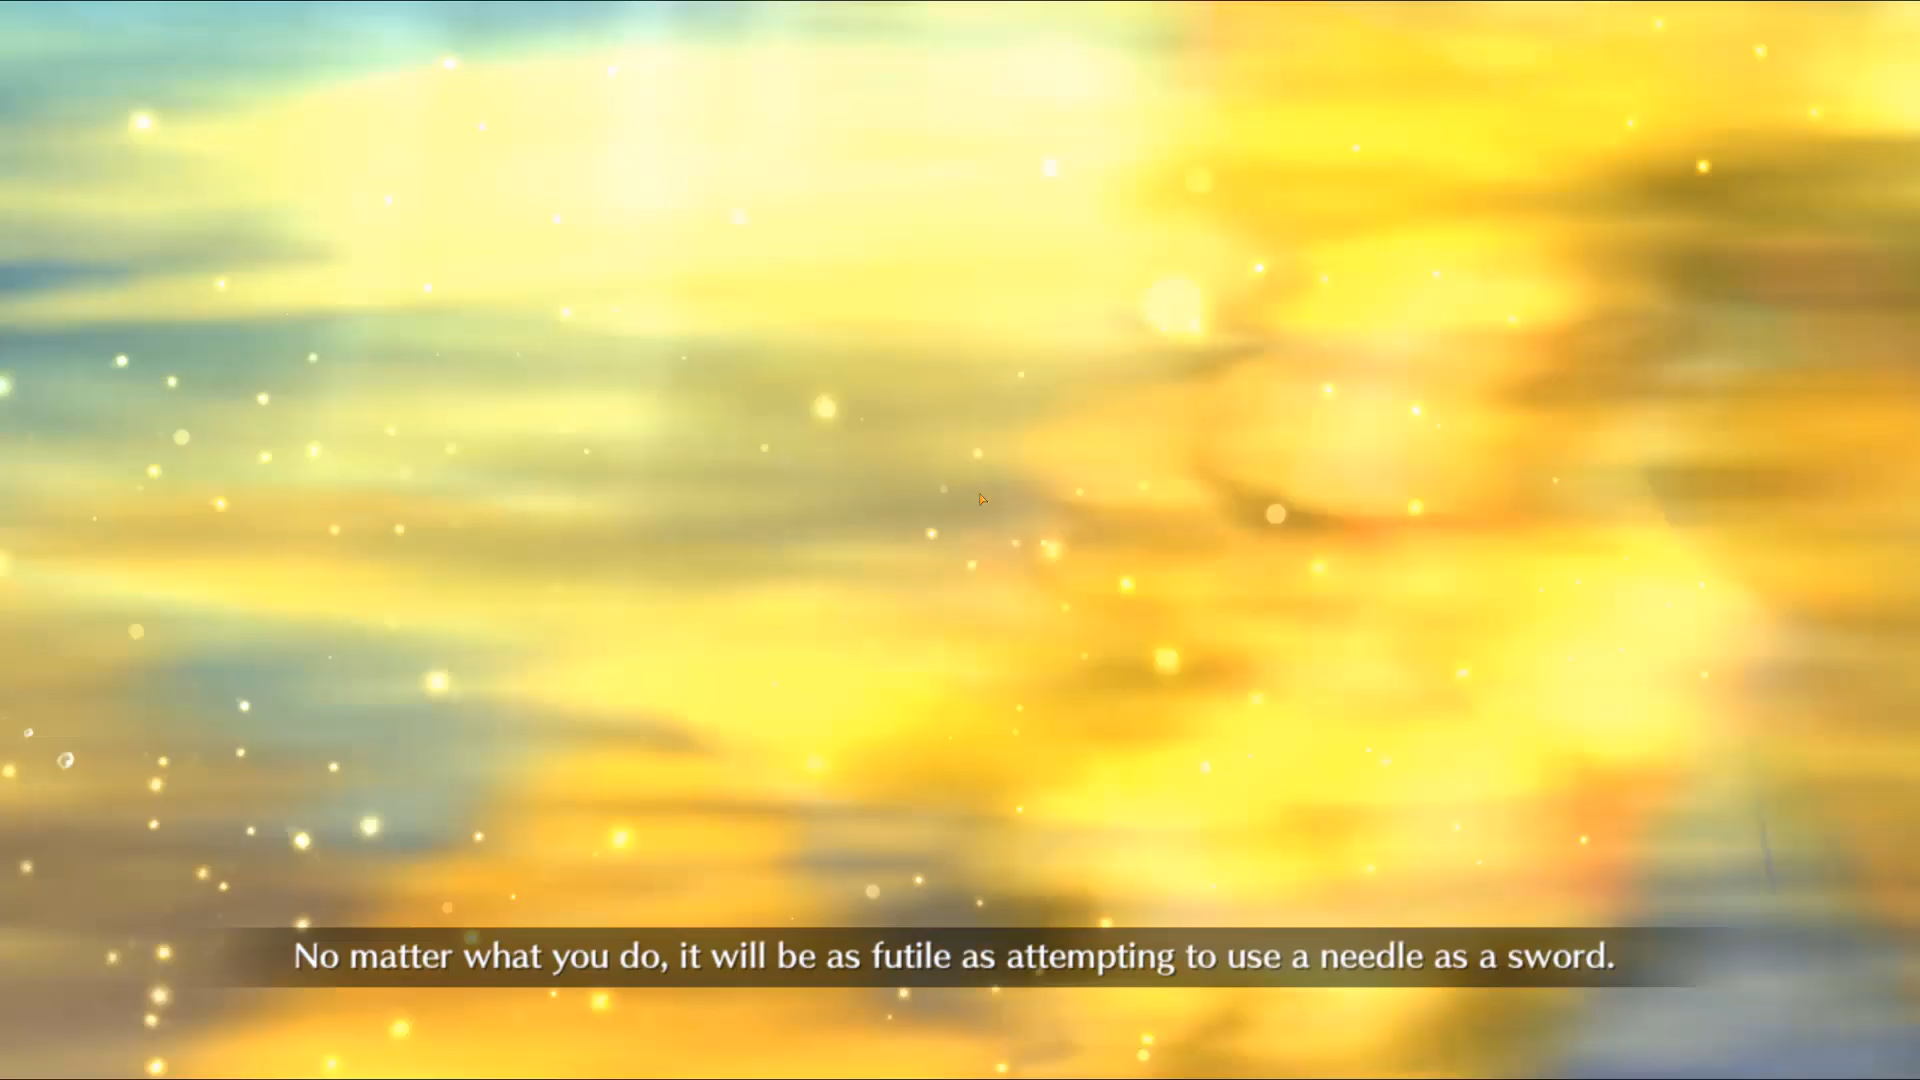 No matter what you do, it will be as futile as attempting to use a needle as a sword.